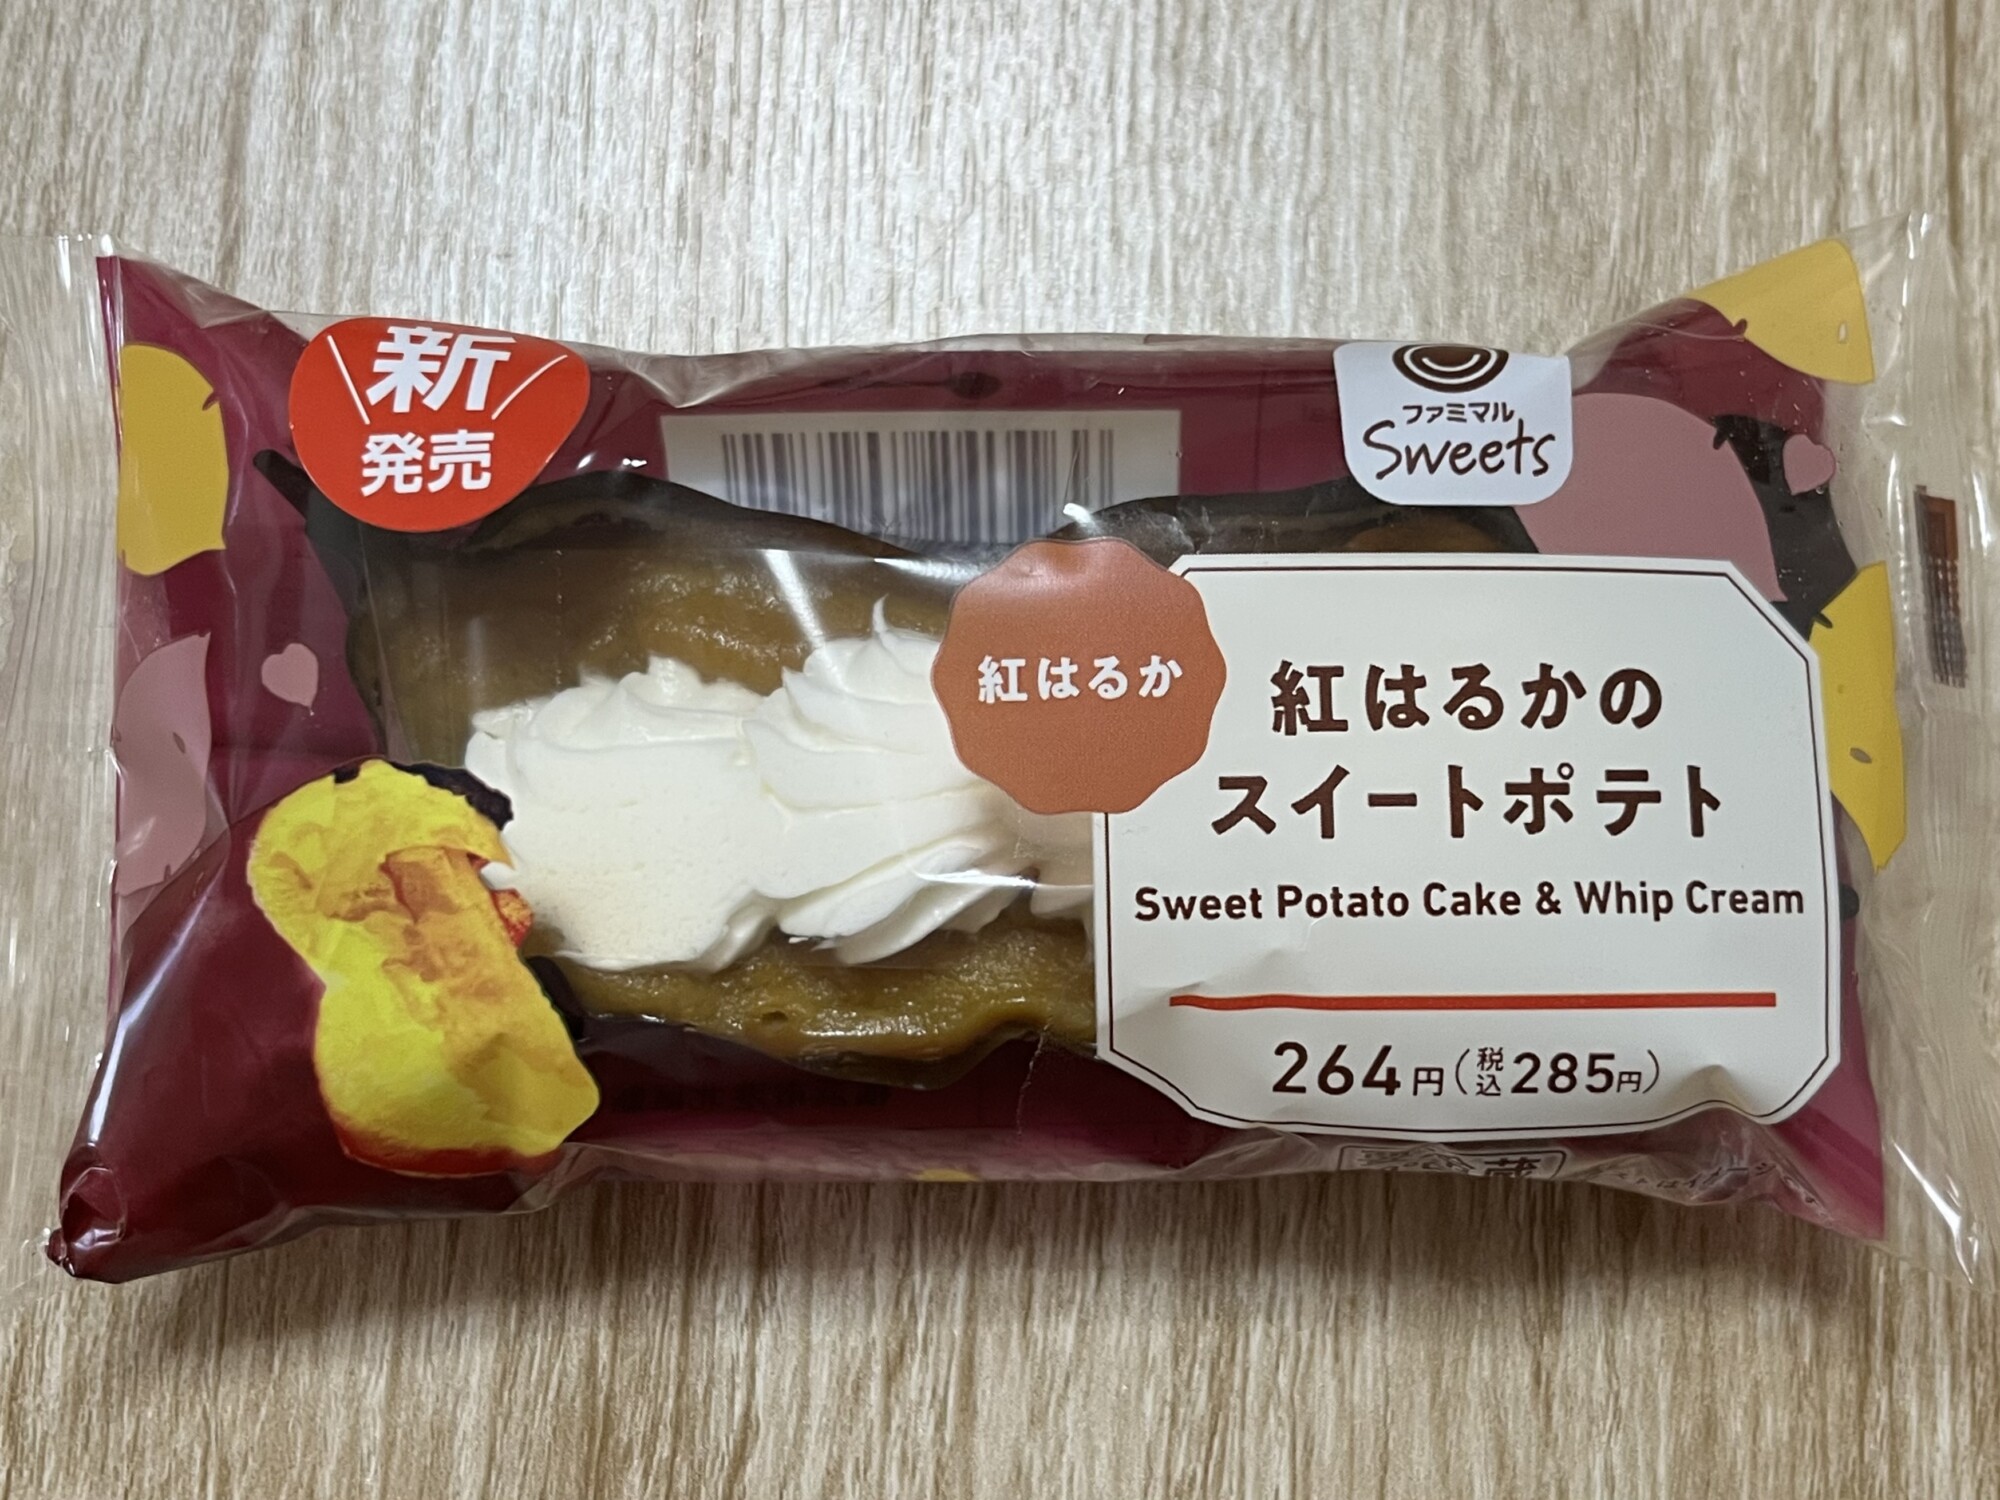 新
発売
ファミマル
Sweets
紅はるか
紅はるかの
スイートポテト
Sweet Potato Cake & Whip Cream
264円(税込285円)